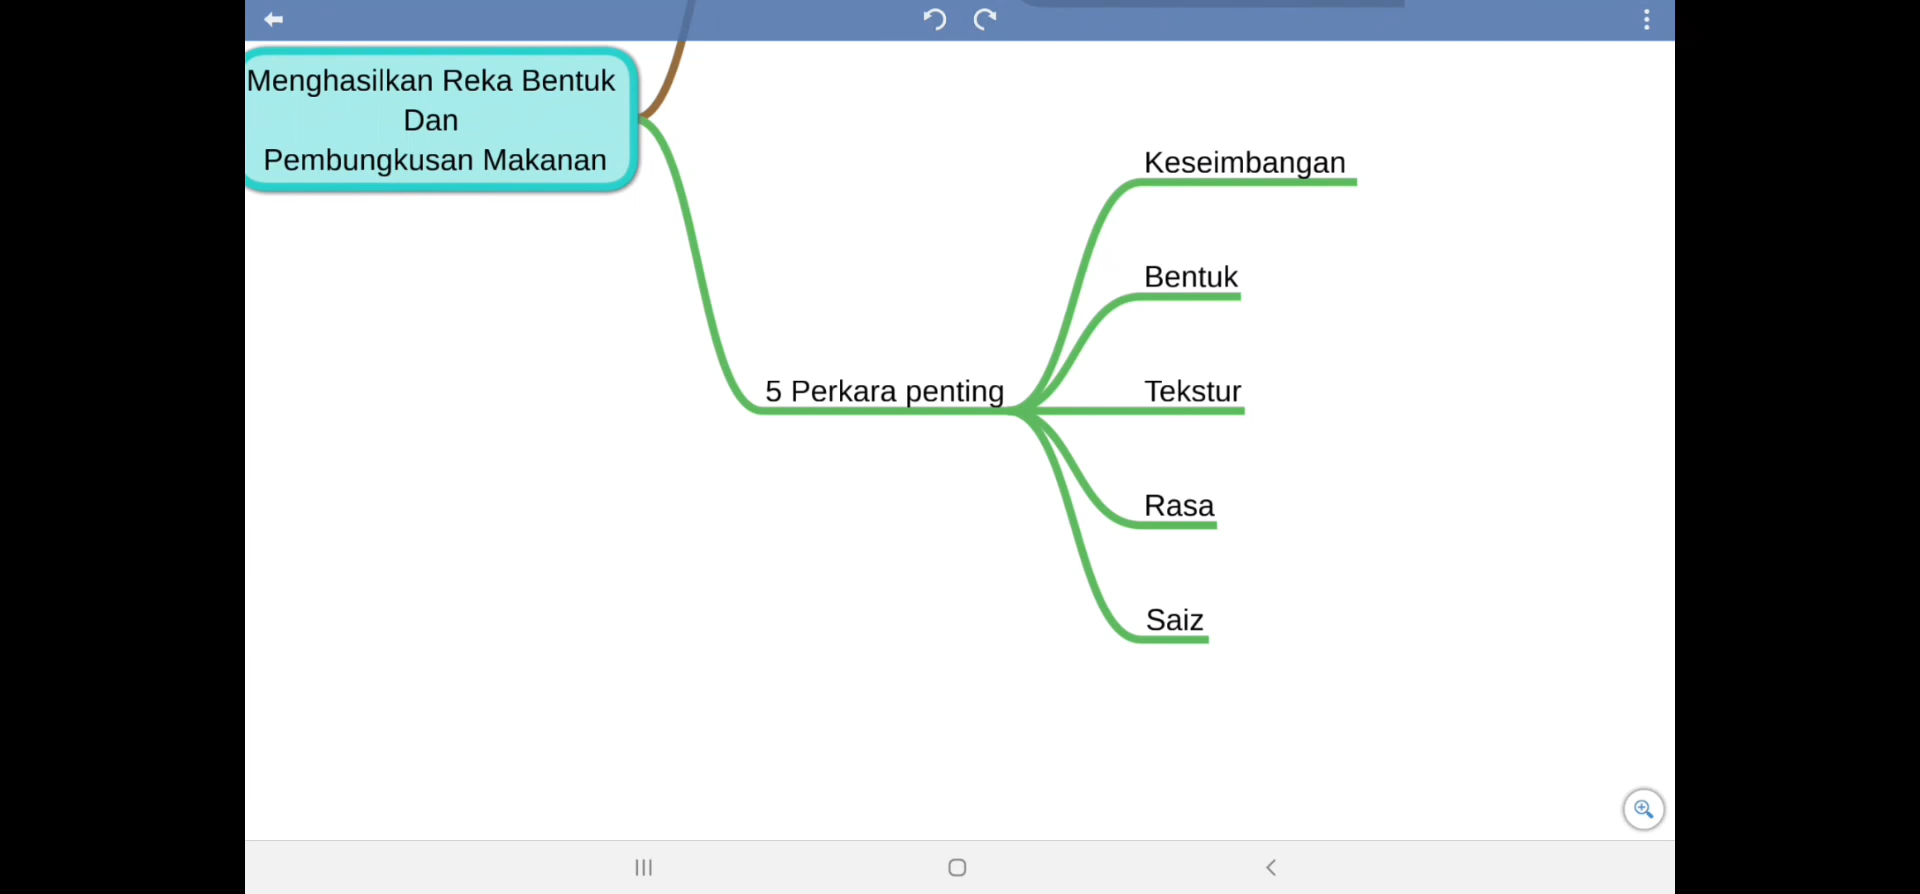 Menghasilkan Reka Bentuk
Dan
Pembungkusan Makanan
Keseimbangan
Bentuk
5 Perkara penting
Tekstur
Rasa
Saiz